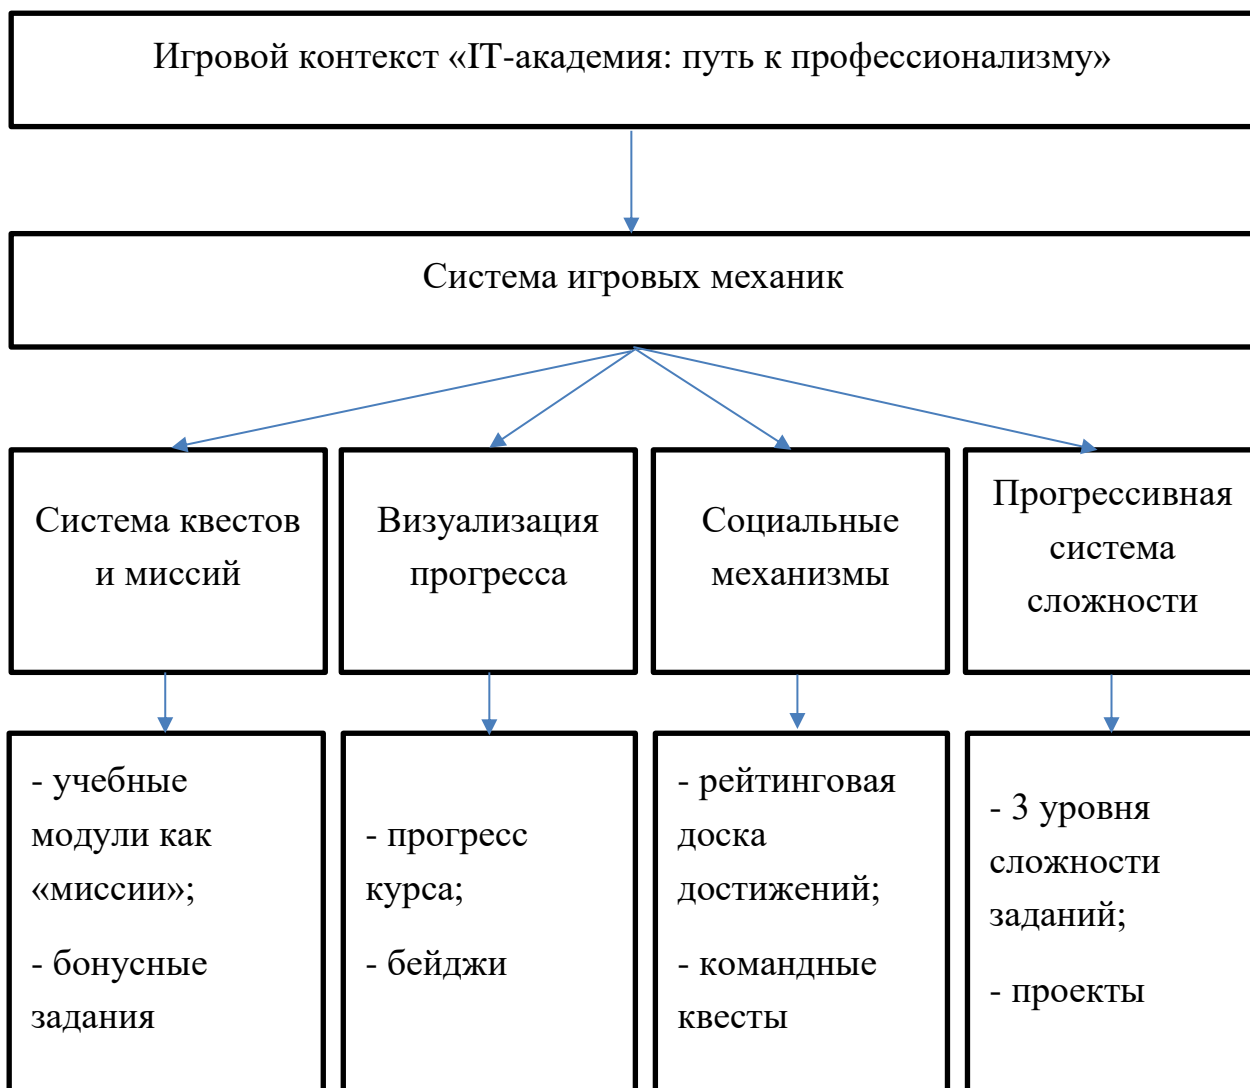 Игровой контекст «IT-академия: путь к профессионализму»
Система игровых механик
Система квестов
и миссий
Визуализация
прогресса
Социальные
механизмы
Прогрессивная
система
сложности
- учебные
модули как
«миссии»;
- бонусные
задания
- прогресс
курса;
- бейджи
- рейтинговая
доска
достижений;
- командные
квесты
- 3 уровня
сложности
заданий;
- проекты